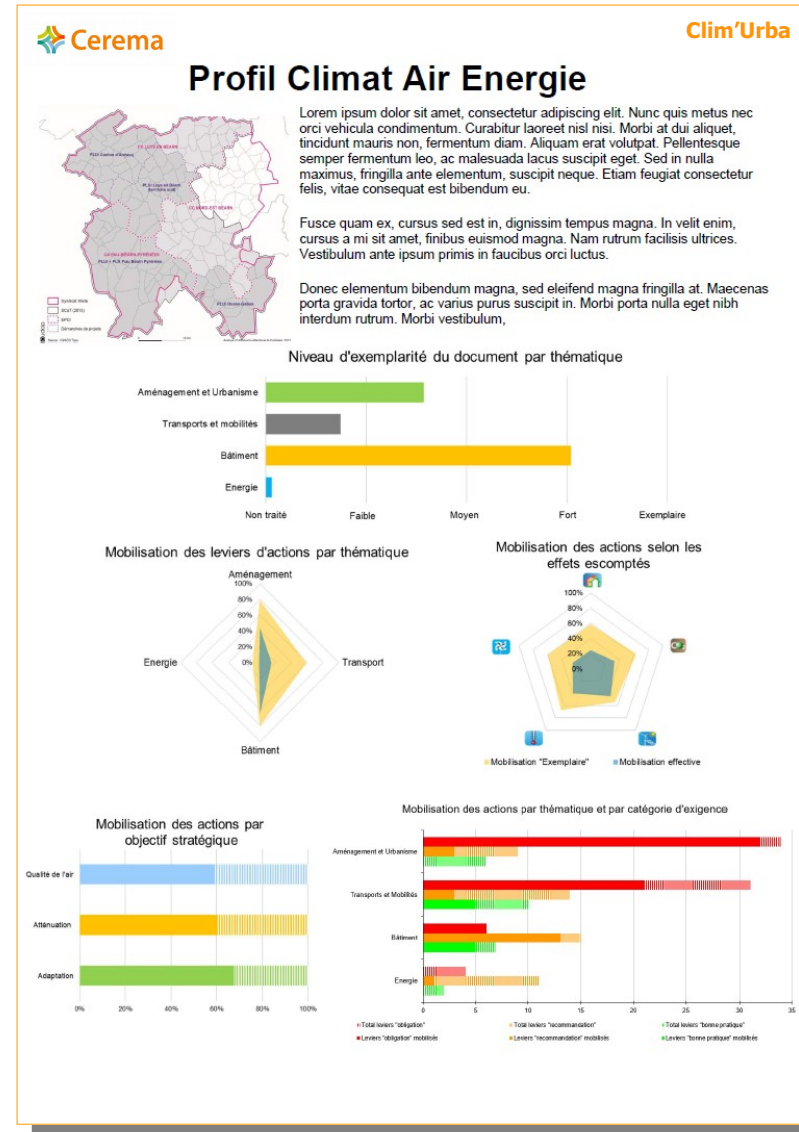 Cerema
Clim'Urba
Profil Climat Air Energie
Lorem ipsum dolor sit amet, consectetur adipiscing elit. Nunc quis metus nec
orci vehicula condimentum. Curabitur laoreet nisl nisi. Morbi at dui aliquet,
tincidunt mauris non, fermentum diam. Aliquam erat volutpat. Pellentesque
semper fermentum leo, ac malesuada lacus suscipit eget. Sed in nulla
maximus, fringilla ante elementum, suscipit neque. Etiam feugiat consectetur
felis, vitae consequat est bibendum eu.
Fusce quam ex, cursus sed est in, dignissim tempus magna. In velit enim,
cursus a mi sit amet, finibus euismod magna. Nam rutrum facilisis ultrices.
Vestibulum ante ipsum primis in faucibus orci luctus.
Donec elementum bibendum magna, sed eleifend magna fringilla at. Maecenas
porta gravida tortor, ac varius purus suscipit in. Morbi porta nulla eget nibh
interdum rutrum. Morbi vestibulum,
CC NORD-EST BÉARN
Syndicat Mixte
SCoT (2015)
EPCI
Démarches de projets
Niveau d'exemplarité du document par thématique
Aménagement et Urbanisme
Transports et mobilités
Bâtiment
Energie
Non traité Faible Moyen Fort Exemplaire
Mobilisation des leviers d'actions par thématique
Aménagement
100%
80%
60%
40%
20%
0%
Energie
Transport
Bâtiment
Mobilisation des actions selon les
effets escomptés
100%
80%
60%
40%
20%
0%
Mobilisation "Exemplaire" Mobilisation effective
Mobilisation des actions par
objectif stratégique
Qualité de l'air
Atténuation
Adaptation
0% 20% 40% 60% 80% 100%
Mobilisation des actions par thématique et par catégorie d'exigence
Aménagement et Urbanisme
Transports et Mobilités
Bâtiment
Energie
0 5 10 15 20 25 30 35
Total leviers "obligation" Total leviers "recommandation" Total leviers "bonne pratique"
Leviers "obligation" mobilisés Leviers "recommandation" mobilisés Leviers "bonne pratique" mobilisés